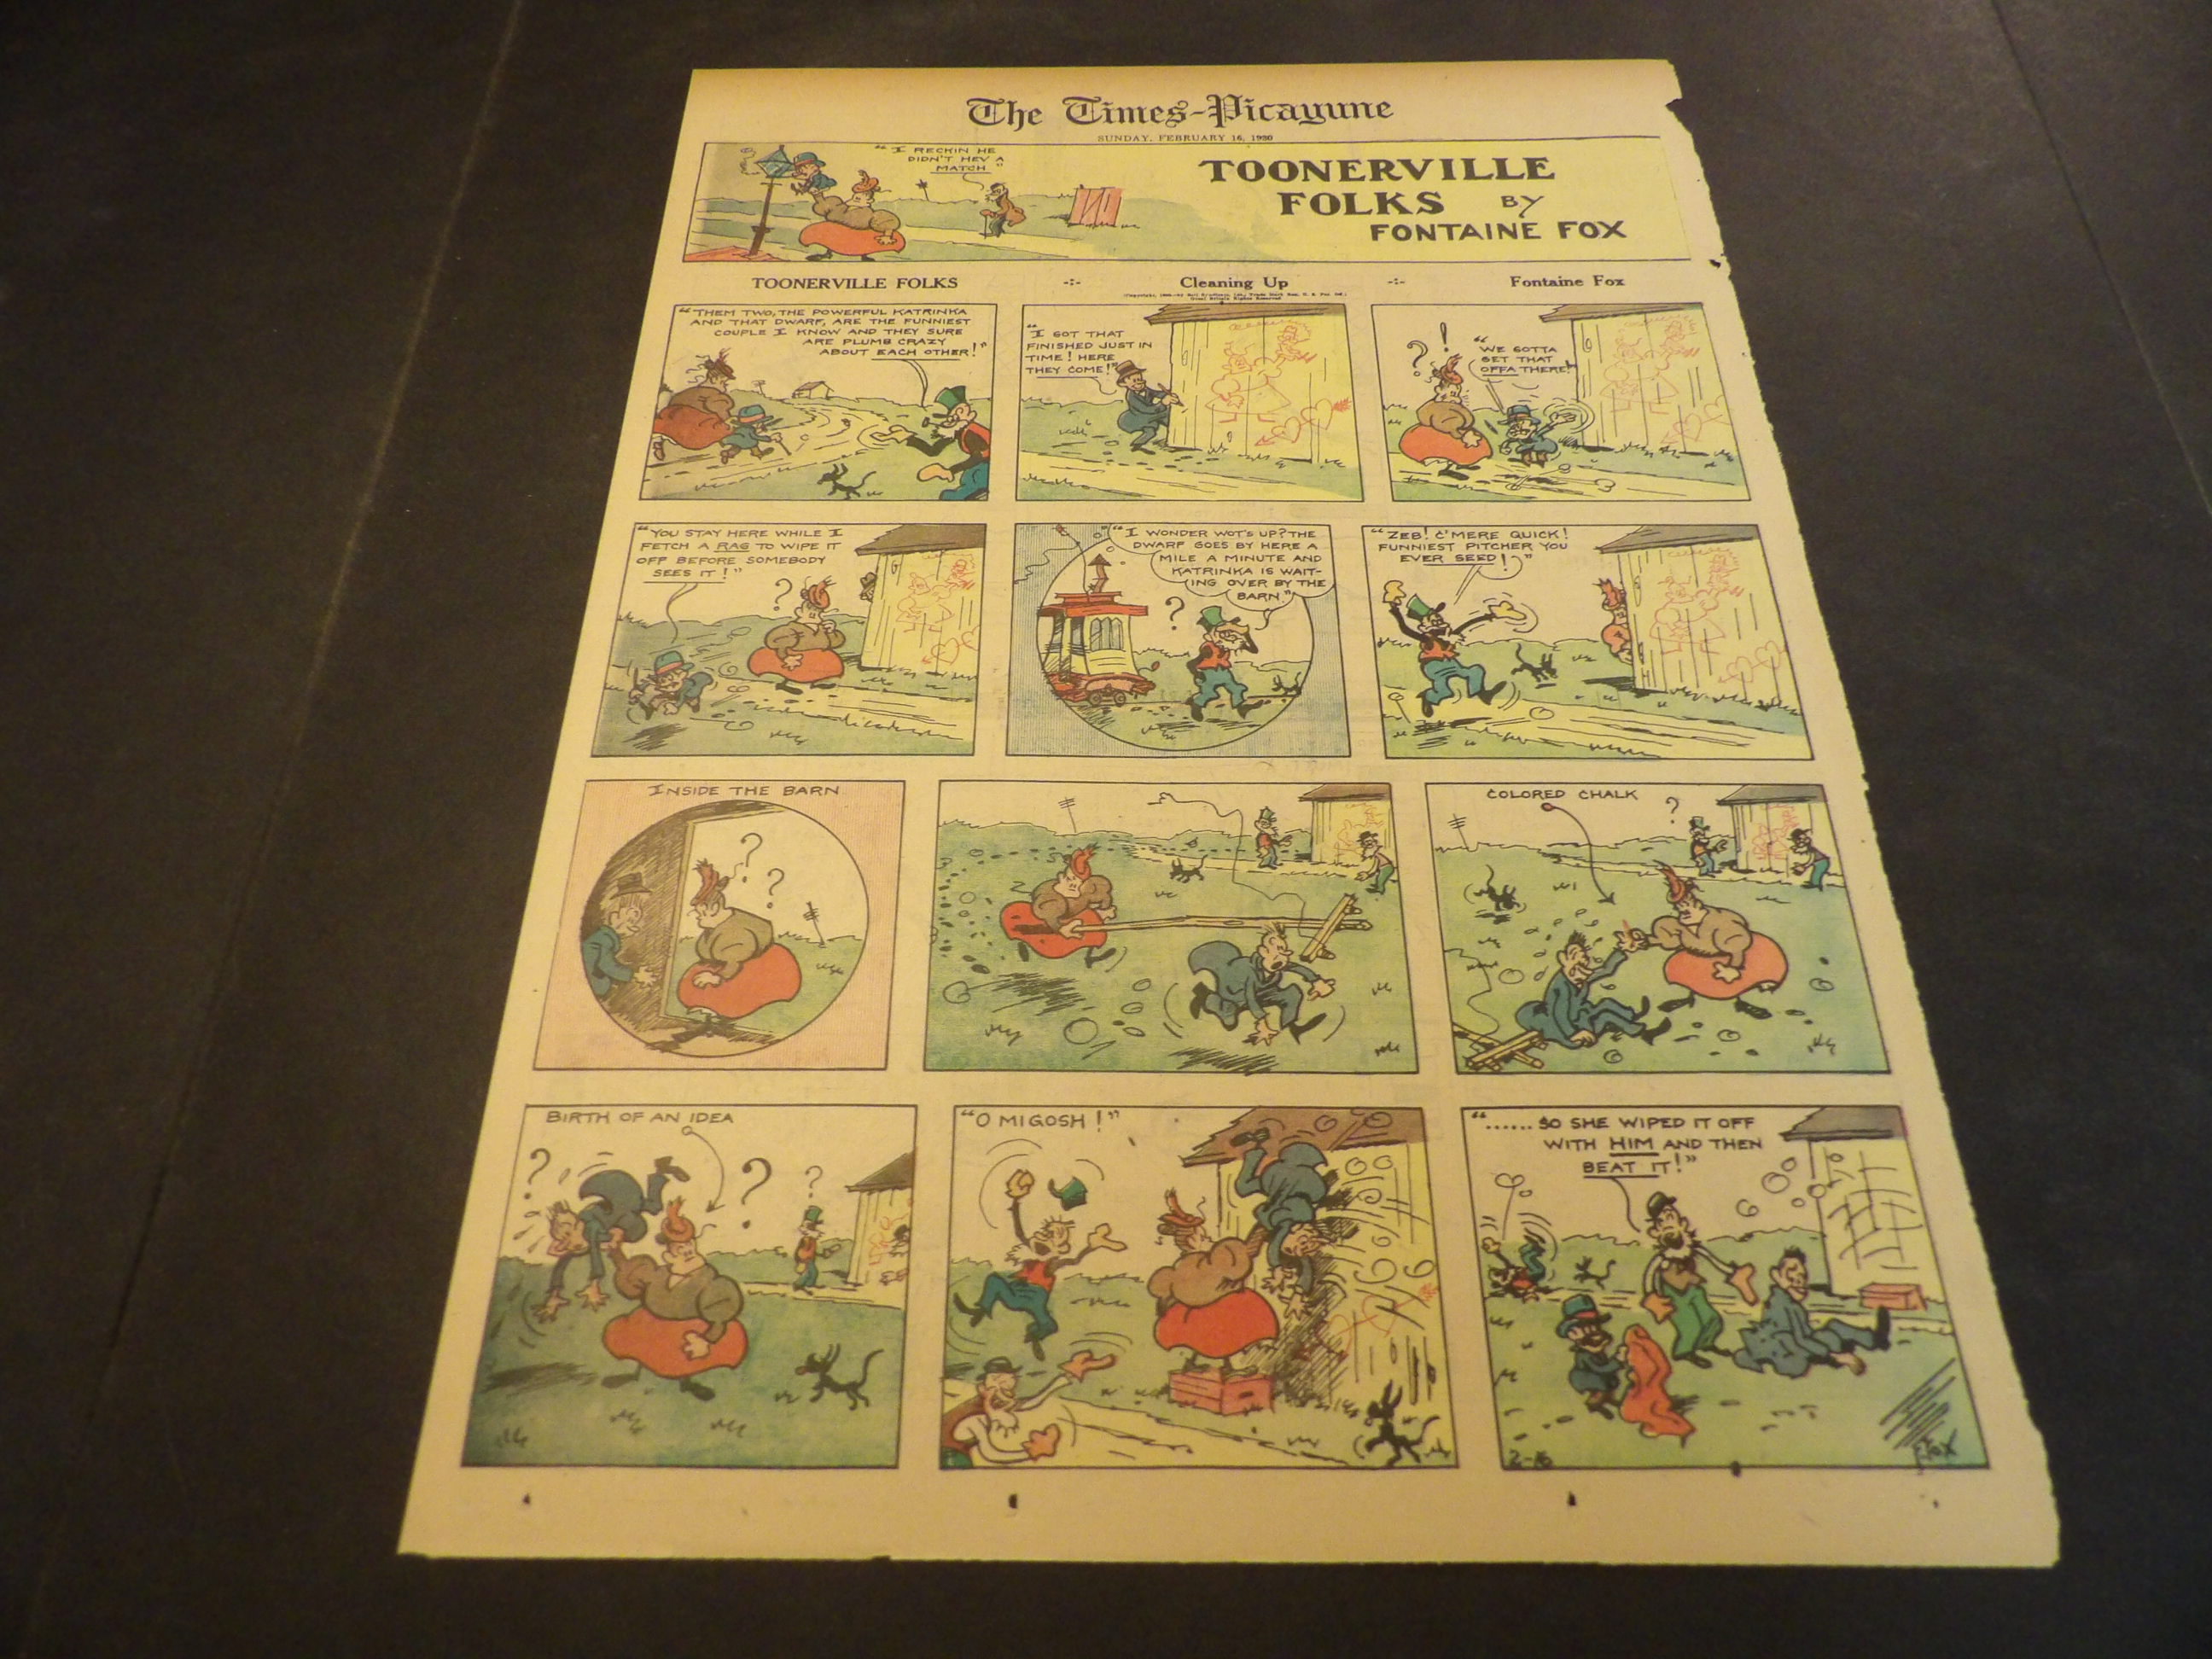 The Times-Picayune
SUNDAY, FEBRUARY 16, 1930
"I RECKIN HE
DIDN'T HEV A
MATCH"
TOONERVILLE
FOLKS BY
FONTAINE FOX
TOONERVILLE FOLKS -:- Cleaning Up -:- Fontaine Fox
"THEM TWO, THE POWERFUL KATRINKA
AND THAT DWARF, ARE THE FUNNIEST
COUPLE I KNOW AND THEY SURE
ARE PLUMB CRAZY
ABOUT EACH OTHER!"
"I GOT THAT
FINISHED JUST IN
TIME! HERE
THEY COME!"
? !
"WE GOTTA
GET THAT
OFFA THERE!"
"YOU STAY HERE WHILE I
FETCH A RAG TO WIPE IT
OFF BEFORE SOMEBODY
SEES IT!"
?
"I WONDER WOT'S UP? THE
DWARF GOES BY HERE A
MILE A MINUTE AND
KATRINKA IS WAIT-
ING OVER BY THE
BARN"
?
"ZEB! C'MERE QUICK!
FUNNIEST PITCHER YOU
EVER SEED!"
INSIDE THE BARN
?
?
COLORED CHALK
?
BIRTH OF AN IDEA
? ? ?
"O MIGOSH!"
"...... SO SHE WIPED IT OFF
WITH HIM AND THEN
BEAT IT!"
2-16
F. FOX